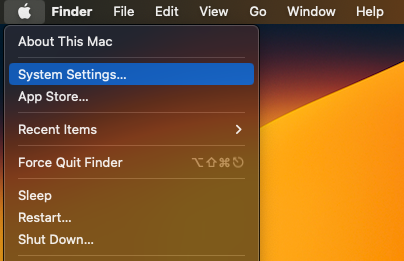 Finder File Edit View Go Window Help
About This Mac
System Settings...
App Store...
Recent Items
Force Quit Finder ⌥⇧⌘⎋
Sleep
Restart...
Shut Down...